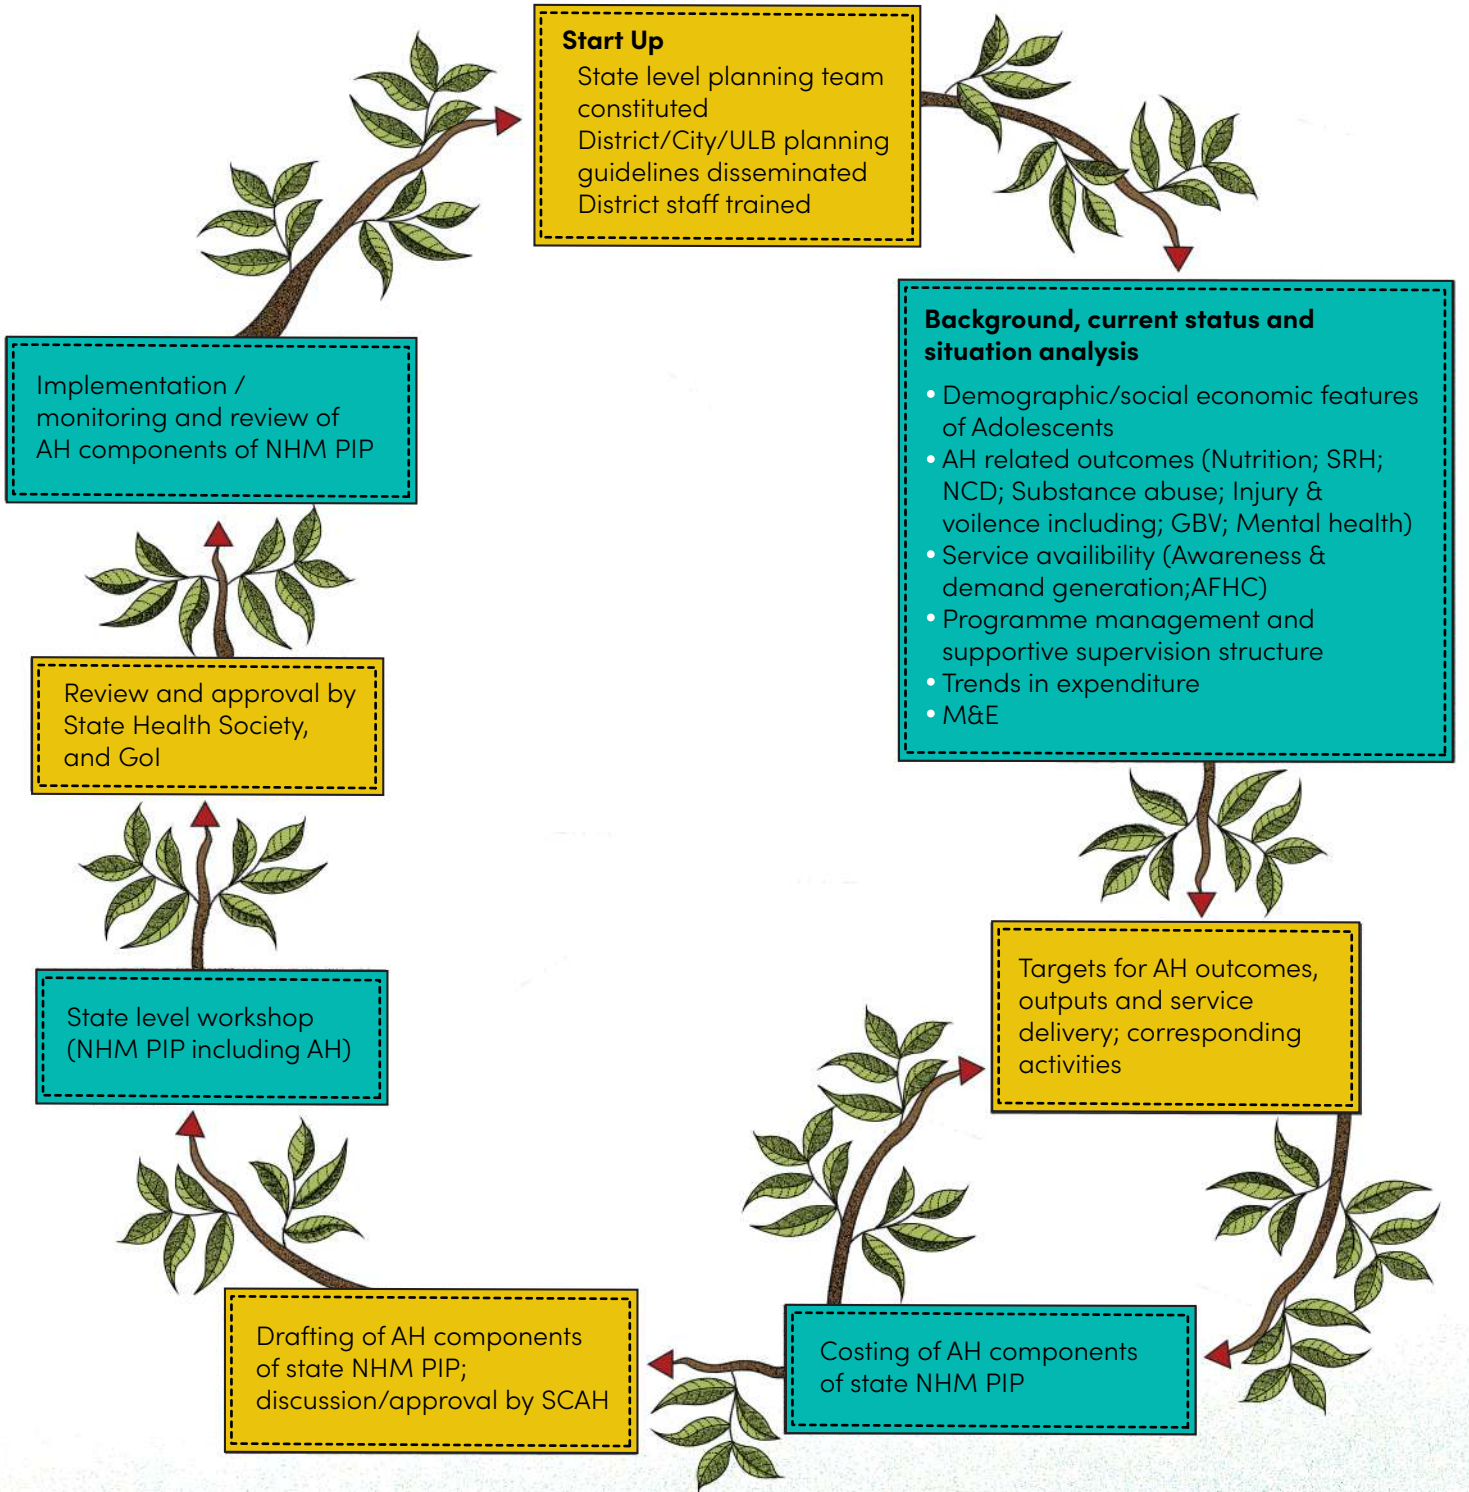 Start Up
State level planning team
constituted
District/City/ULB planning
guidelines disseminated
District staff trained
Background, current status and
situation analysis
• Demographic/social economic features
of Adolescents
• AH related outcomes (Nutrition; SRH;
NCD; Substance abuse; Injury &
voilence including; GBV; Mental health)
• Service availibility (Awareness &
demand generation;AFHC)
• Programme management and
supportive supervision structure
• Trends in expenditure
• M&E
Targets for AH outcomes,
outputs and service
delivery; corresponding
activities
Costing of AH components
of state NHM PIP
Drafting of AH components
of state NHM PIP;
discussion/approval by SCAH
State level workshop
(NHM PIP including AH)
Review and approval by
State Health Society,
and GoI
Implementation /
monitoring and review of
AH components of NHM PIP